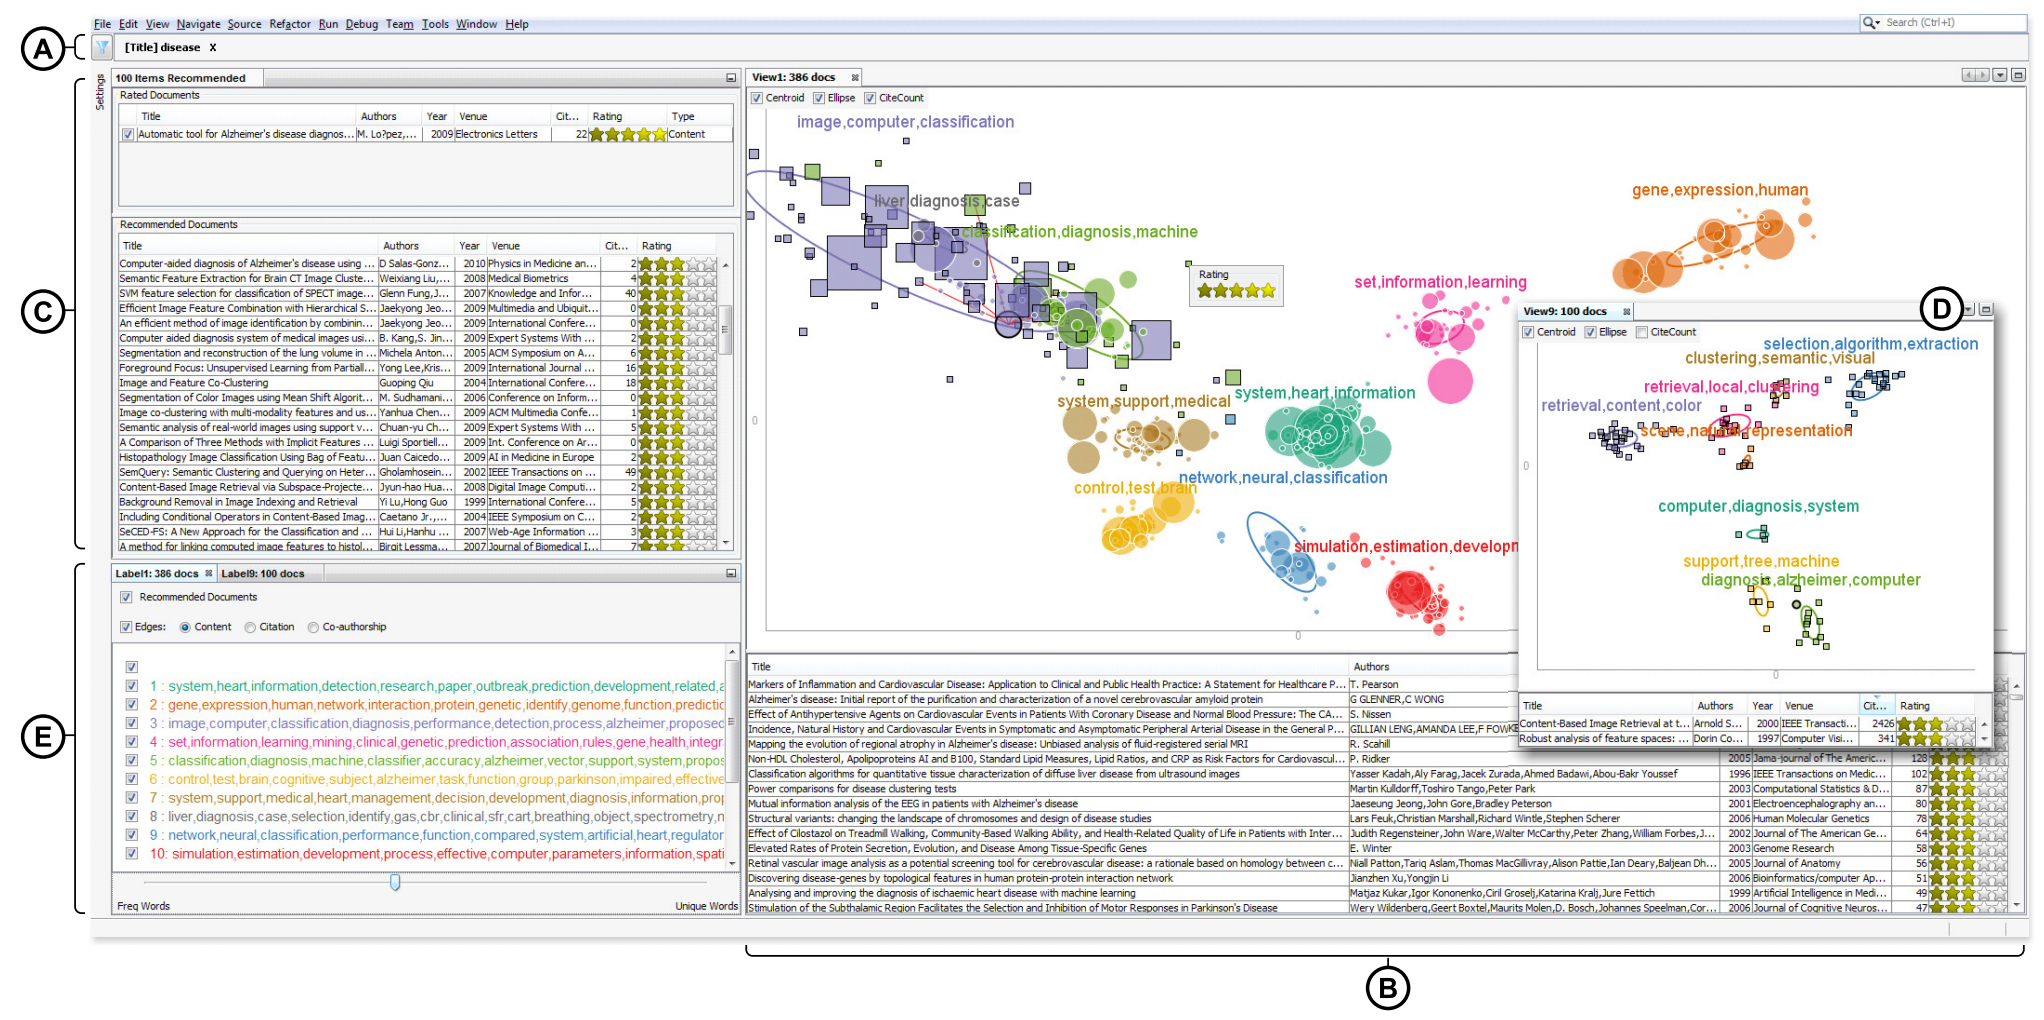 File Edit View Navigate Source Refactor Run Debug Team Tools Window Help
Search (Ctrl+I)
A
[Title] disease X
Settings
100 Items Recommended
Rated Documents
Title Authors Year Venue Cit... Rating Type
Automatic tool for Alzheimer's disease diagnos... M. Lo?pez,... 2009 Electronics Letters 22 Content
C
Recommended Documents
Title Authors Year Venue Cit... Rating
Computer-aided diagnosis of Alzheimer's disease using ... D Salas-Gonz... 2010 Physics in Medicine an... 2
Semantic Feature Extraction for Brain CT Image Cluste... Weixiang Liu,... 2008 Medical Biometrics 4
SVM feature selection for classification of SPECT image... Glenn Fung,J... 2007 Knowledge and Infor... 40
Efficient Image Feature Combination with Hierarchical S... Jaekyong Jeo... 2009 Multimedia and Ubiquit... 0
An efficient method of image identification by combinin... Jaekyong Jeo... 2009 International Confere... 0
Computer aided diagnosis system of medical images usi... B. Kang,S. Jin... 2009 Expert Systems With ... 2
Segmentation and reconstruction of the lung volume in ... Michela Anton... 2005 ACM Symposium on A... 6
Foreground Focus: Unsupervised Learning from Partiall... Yong Lee,Kris... 2009 International Journal ... 16
Image and Feature Co-Clustering Guoping Qiu 2004 International Confere... 18
Segmentation of Color Images using Mean Shift Algorit... M. Sudhamani... 2006 Conference on Inform... 0
Image co-clustering with multi-modality features and us... Yanhua Chen... 2009 ACM Multimedia Confe... 1
Semantic analysis of real-world images using support v... Chuan-yu Ch... 2009 Expert Systems With ... 5
A Comparison of Three Methods with Implicit Features ... Luigi Sportiell... 2009 Int. Conference on Ar... 0
Histopathology Image Classification Using Bag of Featu... Juan Caicedo... 2009 AI in Medicine in Europe 2
SemQuery: Semantic Clustering and Querying on Heter... Gholamhosein... 2002 IEEE Transactions on ... 49
Content-Based Image Retrieval via Subspace-Projecte... Jyun-hao Hua... 2008 Digital Image Computi... 2
Background Removal in Image Indexing and Retrieval Yi Lu,Hong Guo 1999 International Confere... 5
Including Conditional Operators in Content-Based Imag... Caetano Jr.,... 2004 IEEE Symposium on C... 2
SeCED-FS: A New Approach for the Classification and ... Hui Li,Hanhu ... 2007 Web-Age Information ... 3
A method for linking computed image features to histol... Birgit Lessma... 2007 Journal of Biomedical I... 7
E
Label1: 386 docs Label9: 100 docs
Recommended Documents
Edges: Content Citation Co-authorship
1 : system,heart,information,detection,research,paper,outbreak,prediction,development,related,a
2 : gene,expression,human,network,interaction,protein,genetic,identify,genome,function,predictio
3 : image,computer,classification,diagnosis,performance,detection,process,alzheimer,proposed
4 : set,information,learning,mining,clinical,genetic,prediction,association,rules,gene,health,integr
5 : classification,diagnosis,machine,classifier,accuracy,alzheimer,vector,support,system,propos
6 : control,test,brain,cognitive,subject,alzheimer,task,function,group,parkinson,impaired,effective
7 : system,support,medical,heart,management,decision,development,diagnosis,information,prop
8 : liver,diagnosis,case,selection,identify,gas,cbr,clinical,sfr,cart,breathing,object,spectrometry,n
9 : network,neural,classification,performance,function,compared,system,artificial,heart,regulator
10: simulation,estimation,development,process,effective,computer,parameters,information,spati
Freq Words Unique Words
View1: 386 docs
Centroid Ellipse CiteCount
image,computer,classification
liver,diagnosis,case
classification,diagnosis,machine
gene,expression,human
Rating
set,information,learning
system,support,medical
system,heart,information
network,neural,classification
control,test,brain
simulation,estimation,developm
0
0
D
View9: 100 docs
Centroid Ellipse CiteCount
selection,algorithm,extraction
clustering,semantic,visual
retrieval,local,clustering
retrieval,content,color
scene,natural,representation
computer,diagnosis,system
support,tree,machine
diagnosis,alzheimer,computer
0
0
Title Authors Year Venue Cit... Rating
Content-Based Image Retrieval at t... Arnold S... 2000 IEEE Transacti... 2426
Robust analysis of feature spaces: ... Dorin Co... 1997 Computer Visi... 341
Title Authors
Markers of Inflammation and Cardiovascular Disease: Application to Clinical and Public Health Practice: A Statement for Healthcare P... T. Pearson
Alzheimer's disease: Initial report of the purification and characterization of a novel cerebrovascular amyloid protein G GLENNER,C WONG
Effect of Antihypertensive Agents on Cardiovascular Events in Patients With Coronary Disease and Normal Blood Pressure: The CA... S. Nissen
Incidence, Natural History and Cardiovascular Events in Symptomatic and Asymptomatic Peripheral Arterial Disease in the General P... GILLIAN LENG,AMANDA LEE,F FOWKE
Mapping the evolution of regional atrophy in Alzheimer's disease: Unbiased analysis of fluid-registered serial MRI R. Scahill
Non-HDL Cholesterol, Apolipoproteins AI and B100, Standard Lipid Measures, Lipid Ratios, and CRP as Risk Factors for Cardiovascul... P. Ridker 2005 Jama-journal of The Americ... 128
Classification algorithms for quantitative tissue characterization of diffuse liver disease from ultrasound images Yasser Kadah,Aly Farag,Jacek Zurada,Ahmed Badawi,Abou-Bakr Youssef 1996 IEEE Transactions on Medic... 102
Power comparisons for disease clustering tests Martin Kulldorff,Toshiro Tango,Peter Park 2003 Computational Statistics & D... 87
Mutual information analysis of the EEG in patients with Alzheimer's disease Jaeseung Jeong,John Gore,Bradley Peterson 2001 Electroencephalography an... 80
Structural variants: changing the landscape of chromosomes and design of disease studies Lars Feuk,Christian Marshall,Richard Wintle,Stephen Scherer 2006 Human Molecular Genetics 78
Effect of Cilostazol on Treadmill Walking, Community-Based Walking Ability, and Health-Related Quality of Life in Patients with Inter... Judith Regensteiner,John Ware,Walter McCarthy,Peter Zhang,William Forbes,J... 2002 Journal of The American Ge... 64
Elevated Rates of Protein Secretion, Evolution, and Disease Among Tissue-Specific Genes E. Winter 2003 Genome Research 58
Retinal vascular image analysis as a potential screening tool for cerebrovascular disease: a rationale based on homology between c... Niall Patton,Tariq Aslam,Thomas MacGillivray,Alison Pattie,Ian Deary,Baljean Dh... 2005 Journal of Anatomy 56
Discovering disease-genes by topological features in human protein-protein interaction network Jianzhen Xu,Yongjin Li 2006 Bioinformatics/computer Ap... 51
Analysing and improving the diagnosis of ischaemic heart disease with machine learning Matjaz Kukar,Igor Kononenko,Ciril Groselj,Katarina Kralj,Jure Fettich 1999 Artificial Intelligence in Medi... 49
Stimulation of the Subthalamic Region Facilitates the Selection and Inhibition of Motor Responses in Parkinson's Disease Wery Wildenberg,Geert Boxtel,Maurits Molen,D. Bosch,Johannes Speelman,Cor... 2006 Journal of Cognitive Neuros... 47
B